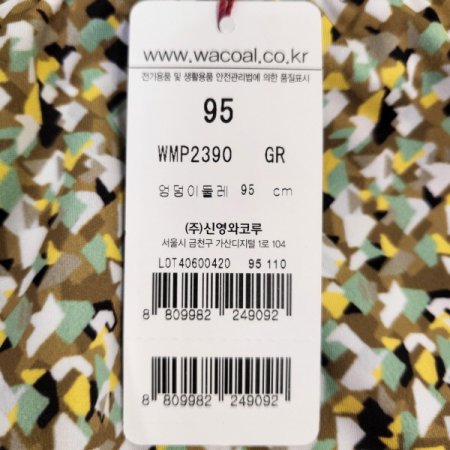 www.wacoal.co.kr
전기용품 및 생활용품 안전관리법에 의한 품질표시
95
WMP2390 GR
엉덩이둘레 95 cm
(주)신영와코루
서울시 금천구 가산디지털 1로 104
LOT40600420 95 110
8 809982 249092
8 809982 249092